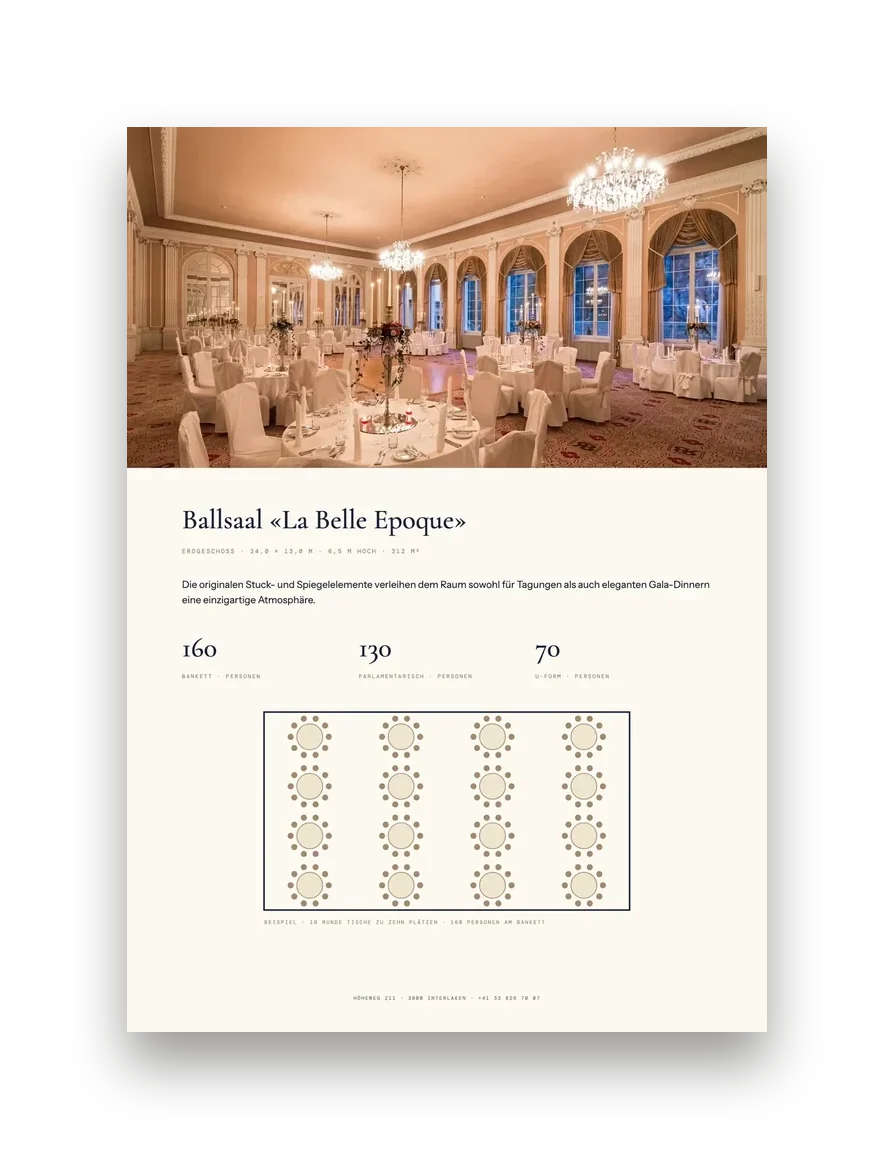 Ballsaal «La Belle Epoque»
ERDGESCHOSS · 24,0 × 13,0 M · 6,5 M HOCH · 312 M²
Die originalen Stuck- und Spiegelelemente verleihen dem Raum sowohl für Tagungen als auch eleganten Gala-Dinnern
eine einzigartige Atmosphäre.
160 130 70
BANKETT · PERSONEN PARLAMENTARISCH · PERSONEN U-FORM · PERSONEN
BEISPIEL · 16 RUNDE TISCHE ZU ZEHN PLÄTZEN · 160 PERSONEN AM BANKETT
HÖHEWEG 211 · 3800 INTERLAKEN · +41 33 826 70 07